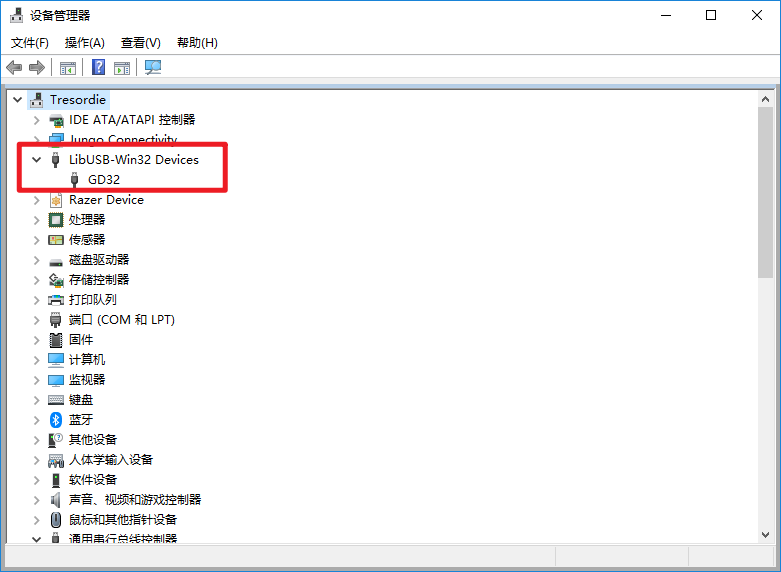 设备管理器
文件(F) 操作(A) 查看(V) 帮助(H)
Tresordie
IDE ATA/ATAPI 控制器
Jungo Connectivity
LibUSB-Win32 Devices
GD32
Razer Device
处理器
传感器
磁盘驱动器
存储控制器
打印队列
端口 (COM 和 LPT)
固件
计算机
监视器
键盘
蓝牙
其他设备
人体学输入设备
软件设备
声音、视频和游戏控制器
鼠标和其他指针设备
通用串行总线控制器